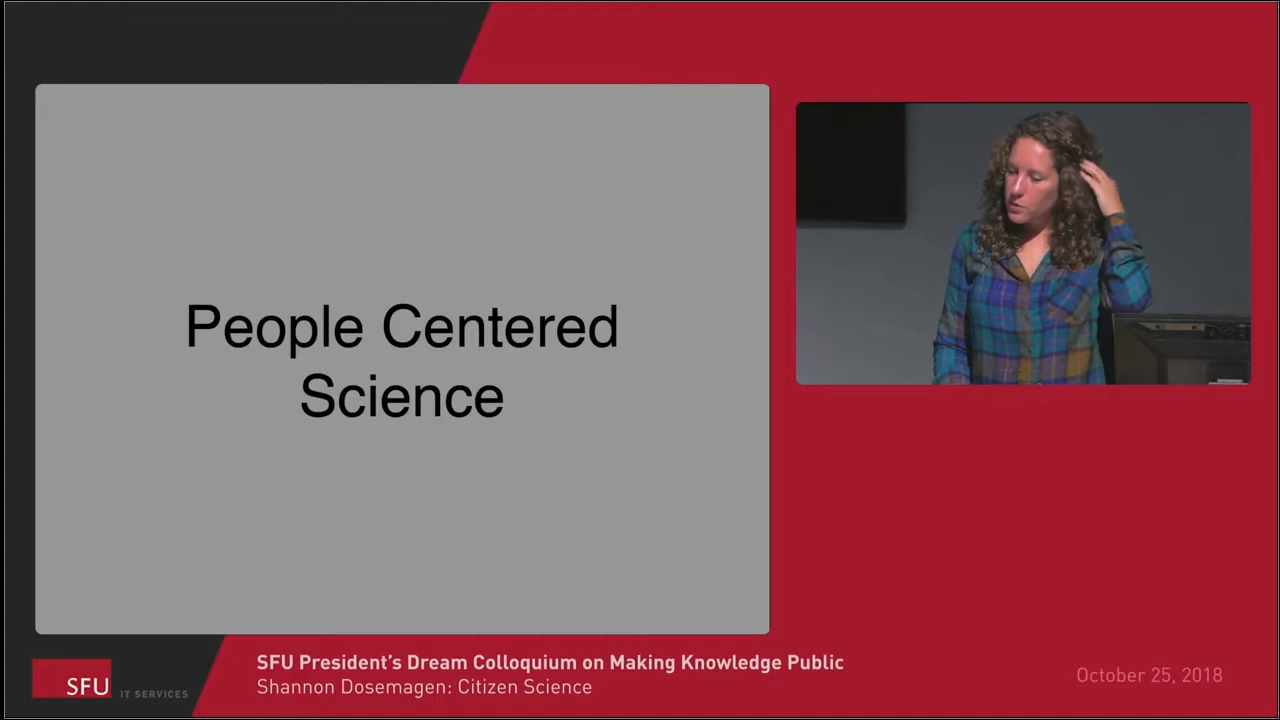 People Centered
Science
SFU President's Dream Colloquium on Making Knowledge Public
Shannon Dosemagen: Citizen Science
October 25, 2018
SFU IT SERVICES